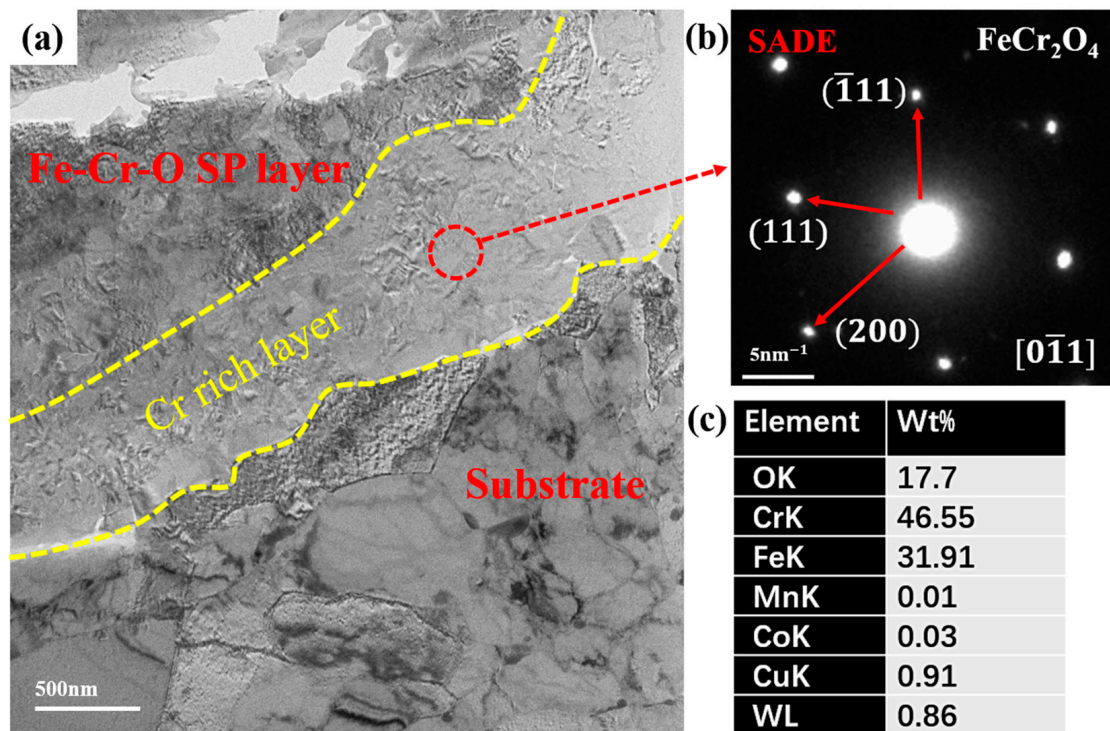 (a)
Fe-Cr-O SP layer
Cr rich layer
Substrate
500nm
(b)
SADE
FeCr₂O₄
(1̅11)
(111)
(200)
5nm⁻¹
[01̅1]
(c)
Element Wt%
OK 17.7
CrK 46.55
FeK 31.91
MnK 0.01
CoK 0.03
CuK 0.91
WL 0.86